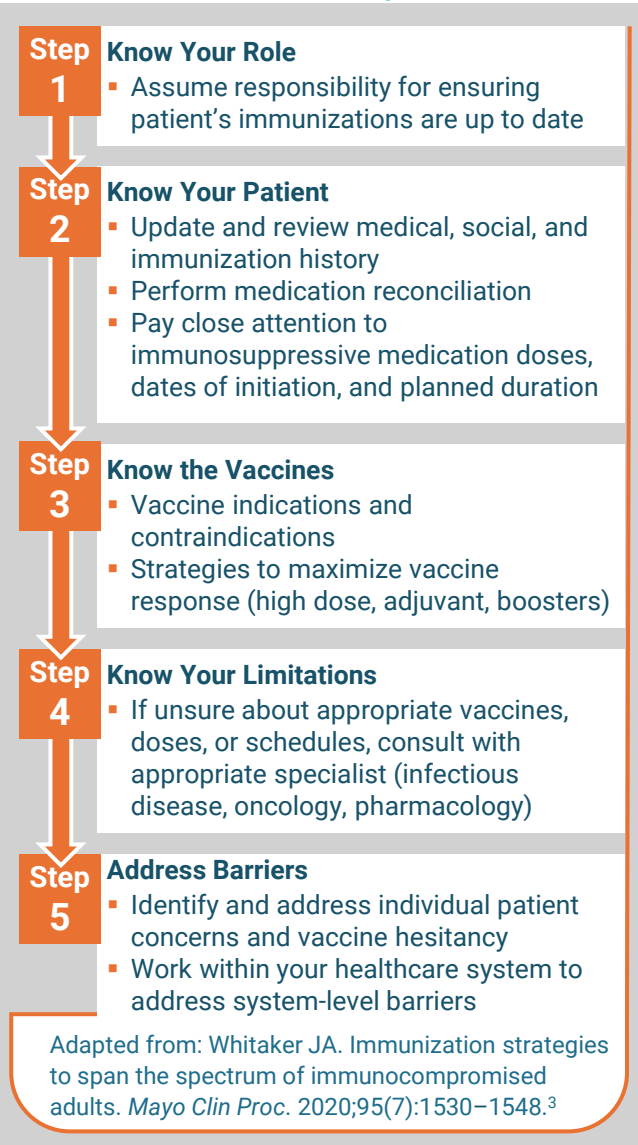 Step
1
Know Your Role
▪ Assume responsibility for ensuring
patient's immunizations are up to date
Step
2
Know Your Patient
▪ Update and review medical, social, and
immunization history
▪ Perform medication reconciliation
▪ Pay close attention to
immunosuppressive medication doses,
dates of initiation, and planned duration
Step
3
Know the Vaccines
▪ Vaccine indications and
contraindications
▪ Strategies to maximize vaccine
response (high dose, adjuvant, boosters)
Step
4
Know Your Limitations
▪ If unsure about appropriate vaccines,
doses, or schedules, consult with
appropriate specialist (infectious
disease, oncology, pharmacology)
Step
5
Address Barriers
▪ Identify and address individual patient
concerns and vaccine hesitancy
▪ Work within your healthcare system to
address system-level barriers
Adapted from: Whitaker JA. Immunization strategies
to span the spectrum of immunocompromised
adults. Mayo Clin Proc. 2020;95(7):1530–1548.³